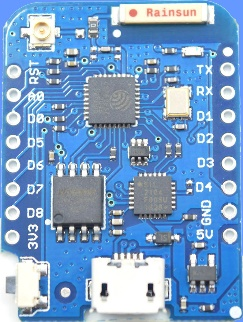 Rainsun
RST
TX
A0
RX
D0
D1
D5
D2
D6
D3
D7
D4
D8
GND
3V3
5V